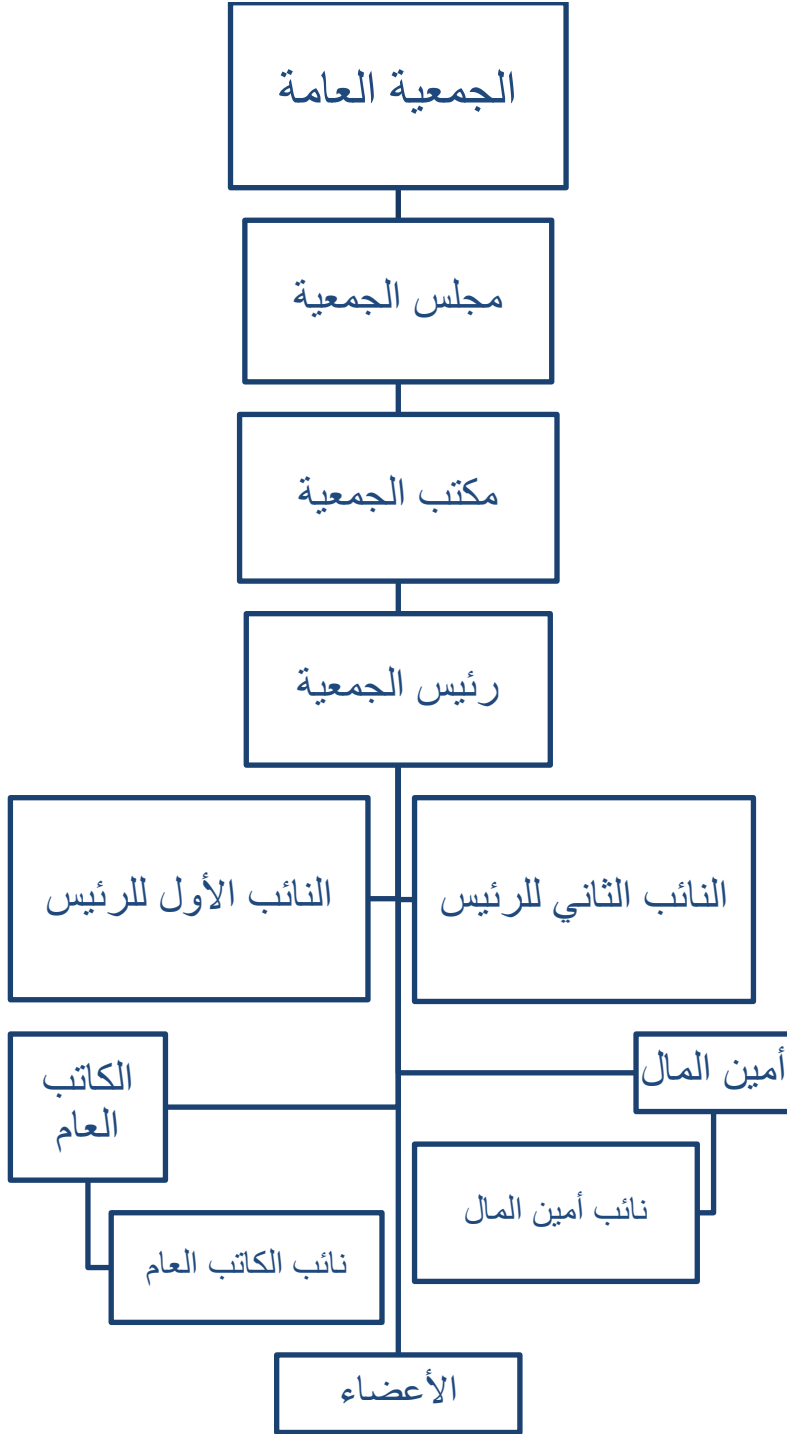 الجمعية العامة
مجلس الجمعية
مكتب الجمعية
رئيس الجمعية
النائب الثاني للرئيس
النائب الأول للرئيس
أمين المال
الكاتب
العام
نائب أمين المال
نائب الكاتب العام
الأعضاء